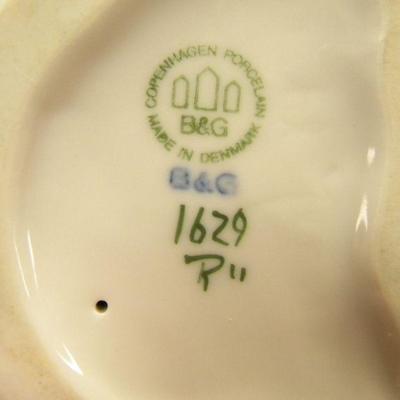 COPENHAGEN PORCELAIN
B&G
MADE IN DENMARK
B&G
1629
R"